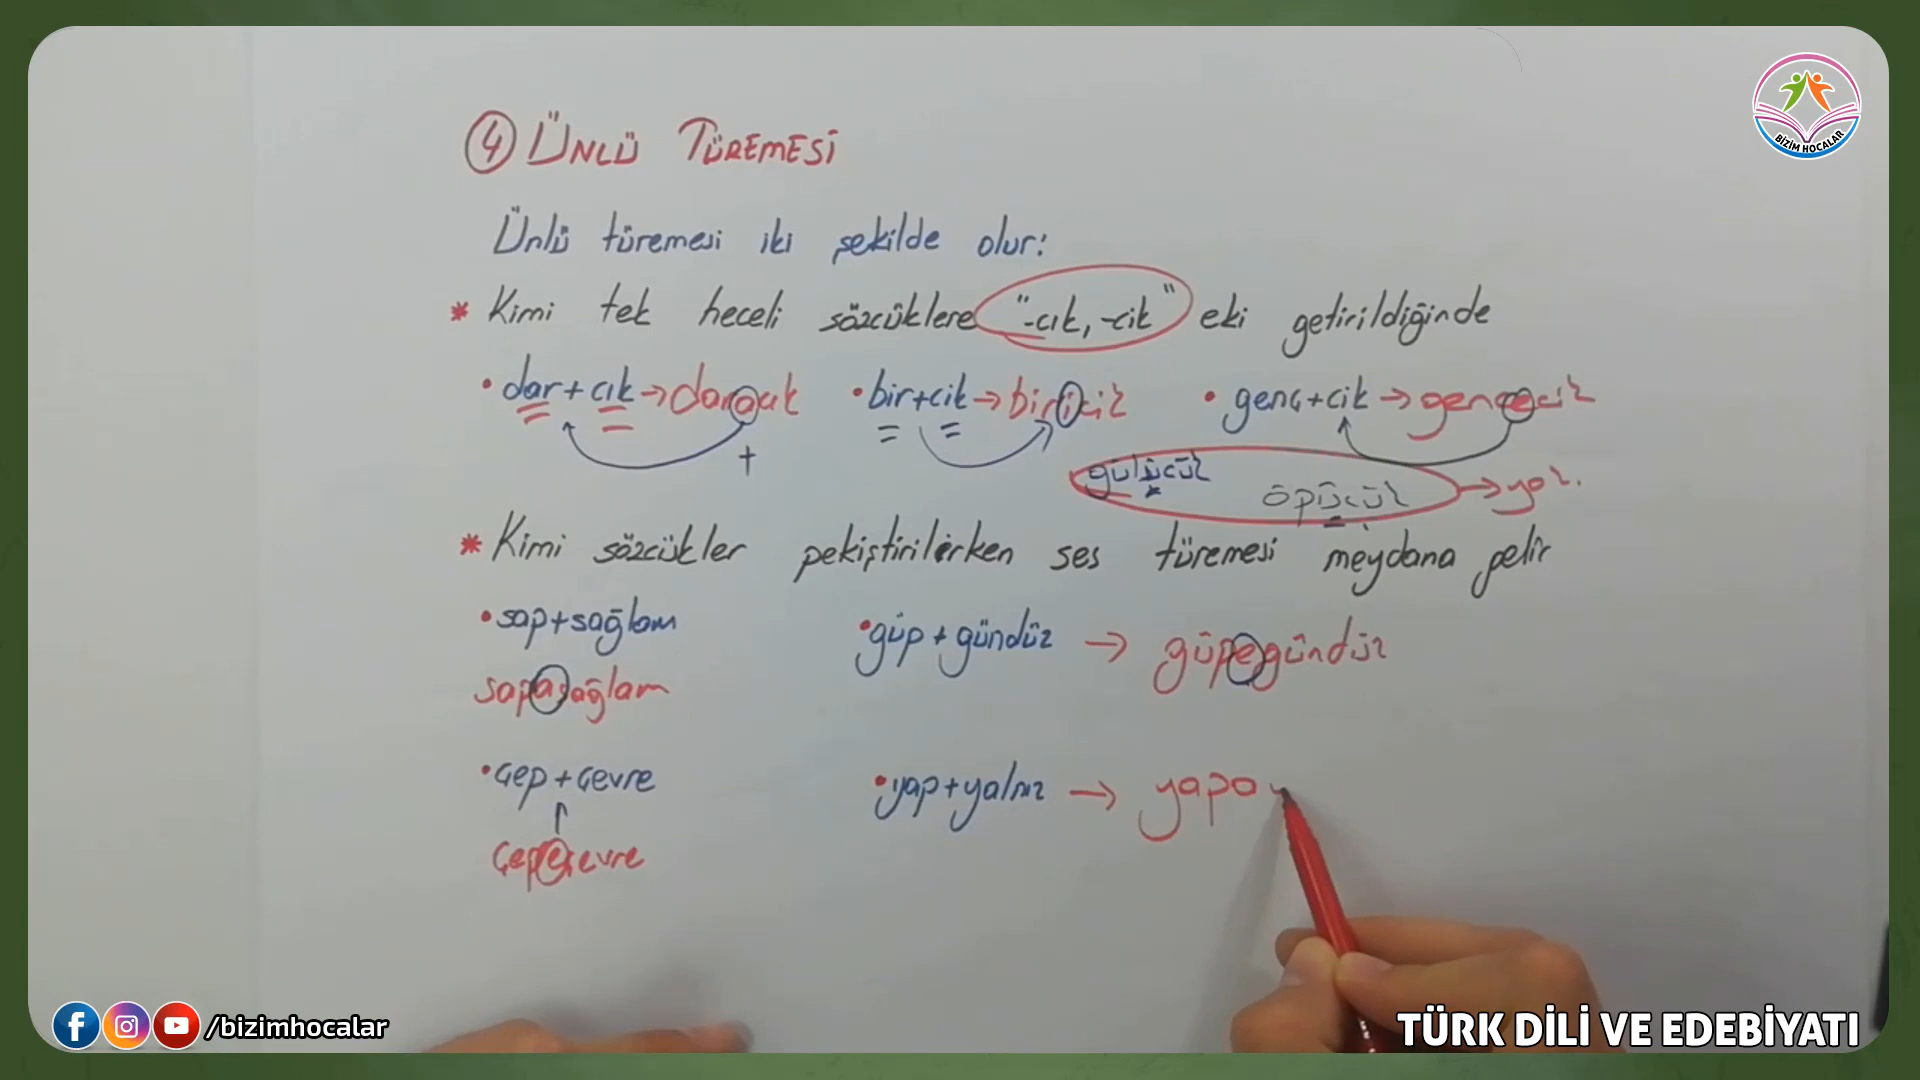 4 ÜNLÜ TÜREMESİ
Ünlü türemesi iki şekilde olur:
* Kimi tek heceli sözcüklere "-cık, -cik" eki getirildiğinde
• dar + cık → daracık • bir+cik → biricik • genç+cik → gencecik
gülücük öpücük → yok.
* Kimi sözcükler pekiştirilirken ses türemesi meydana gelir
• sap+sağlam • güp + gündüz → güpegündüz
sapasağlam
• çep + çevre • yap+yalnız → yapay
çepeçevre
BİZİM HOCALAR
/bizimhocalar
TÜRK DİLİ VE EDEBİYATI